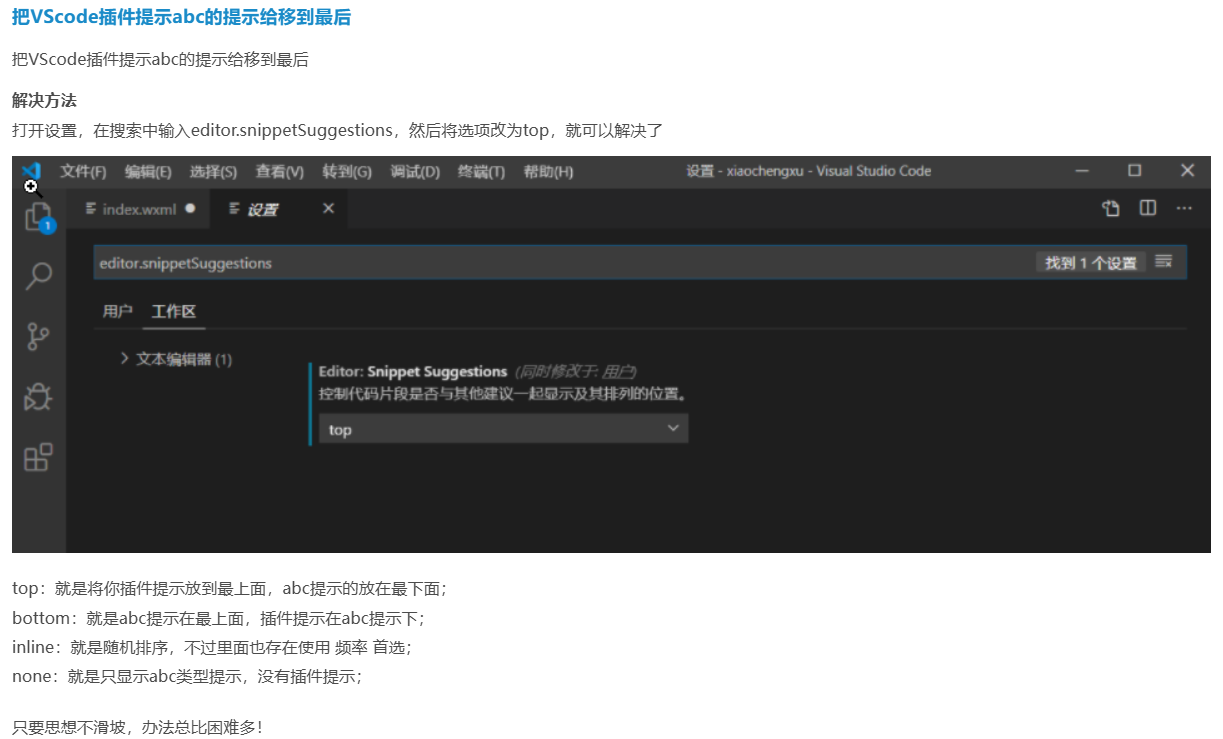 把VScode插件提示abc的提示给移到最后
把VScode插件提示abc的提示给移到最后
解决方法
打开设置，在搜索中输入editor.snippetSuggestions，然后将选项改为top，就可以解决了
文件(F) 编辑(E) 选择(S) 查看(V) 转到(G) 调试(D) 终端(T) 帮助(H) 设置 - xiaochengxu - Visual Studio Code
index.wxml 设置
1
editor.snippetSuggestions 找到 1 个设置
用户 工作区
文本编辑器 (1)
Editor: Snippet Suggestions (同时修改于: 用户)
控制代码片段是否与其他建议一起显示及其排列的位置。
top
top：就是将你插件提示放到最上面，abc提示的放在最下面；
bottom：就是abc提示在最上面，插件提示在abc提示下；
inline：就是随机排序，不过里面也存在使用 频率 首选；
none：就是只显示abc类型提示，没有插件提示；
只要思想不滑坡，办法总比困难多！